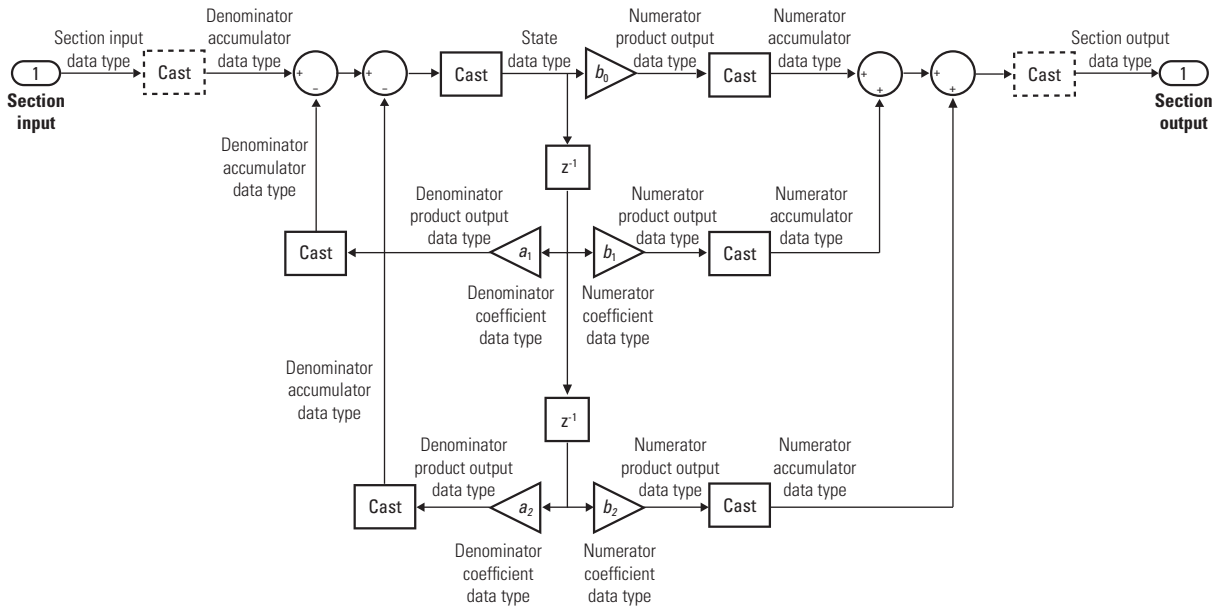 Section input
data type
Denominator
accumulator
data type
State
data type
Numerator
product output
data type
Numerator
accumulator
data type
Section output
data type
1
Section
input
Cast
+
−
+
−
Cast
b0
Cast
+
+
+
+
Cast
1
Section
output
Denominator
accumulator
data type
z-1
Denominator
product output
data type
Numerator
product output
data type
Numerator
accumulator
data type
Cast
a1
b1
Cast
Denominator
coefficient
data type
Numerator
coefficient
data type
Denominator
accumulator
data type
z-1
Denominator
product output
data type
Numerator
product output
data type
Numerator
accumulator
data type
Cast
a2
b2
Cast
Denominator
coefficient
data type
Numerator
coefficient
data type